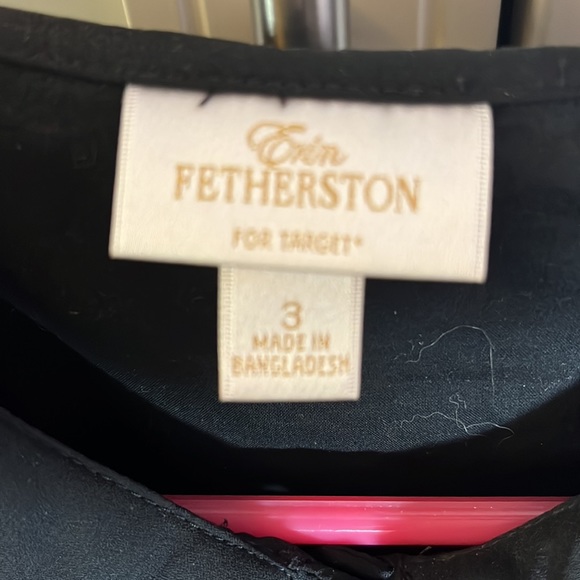 Erin
FETHERSTON
FOR TARGET®
3
MADE IN
BANGLADESH